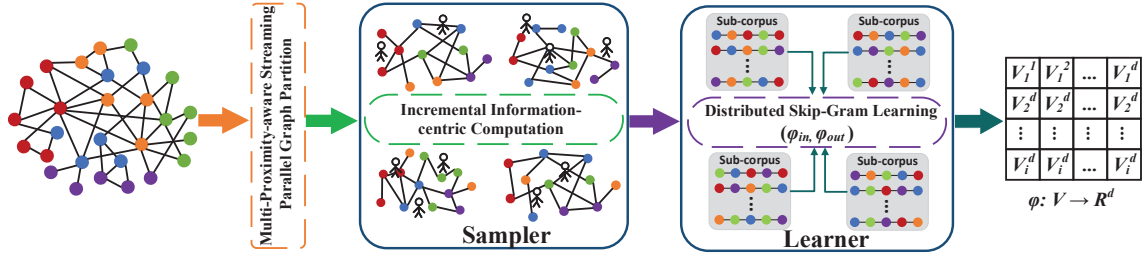 Multi-Proximity-aware Streaming
Parallel Graph Partition
Incremental Information-
centric Computation
Sampler
Sub-corpus
Sub-corpus
Distributed Skip-Gram Learning
(φin, φout)
Sub-corpus
Sub-corpus
Learner
V₁¹ V₁² ... V₁ᵈ
V₂ᵈ V₂ᵈ ... V₂ᵈ
⋮ ⋮ ... ⋮
Vᵢᵈ Vᵢᵈ ... Vᵢᵈ
φ: V → Rᵈ